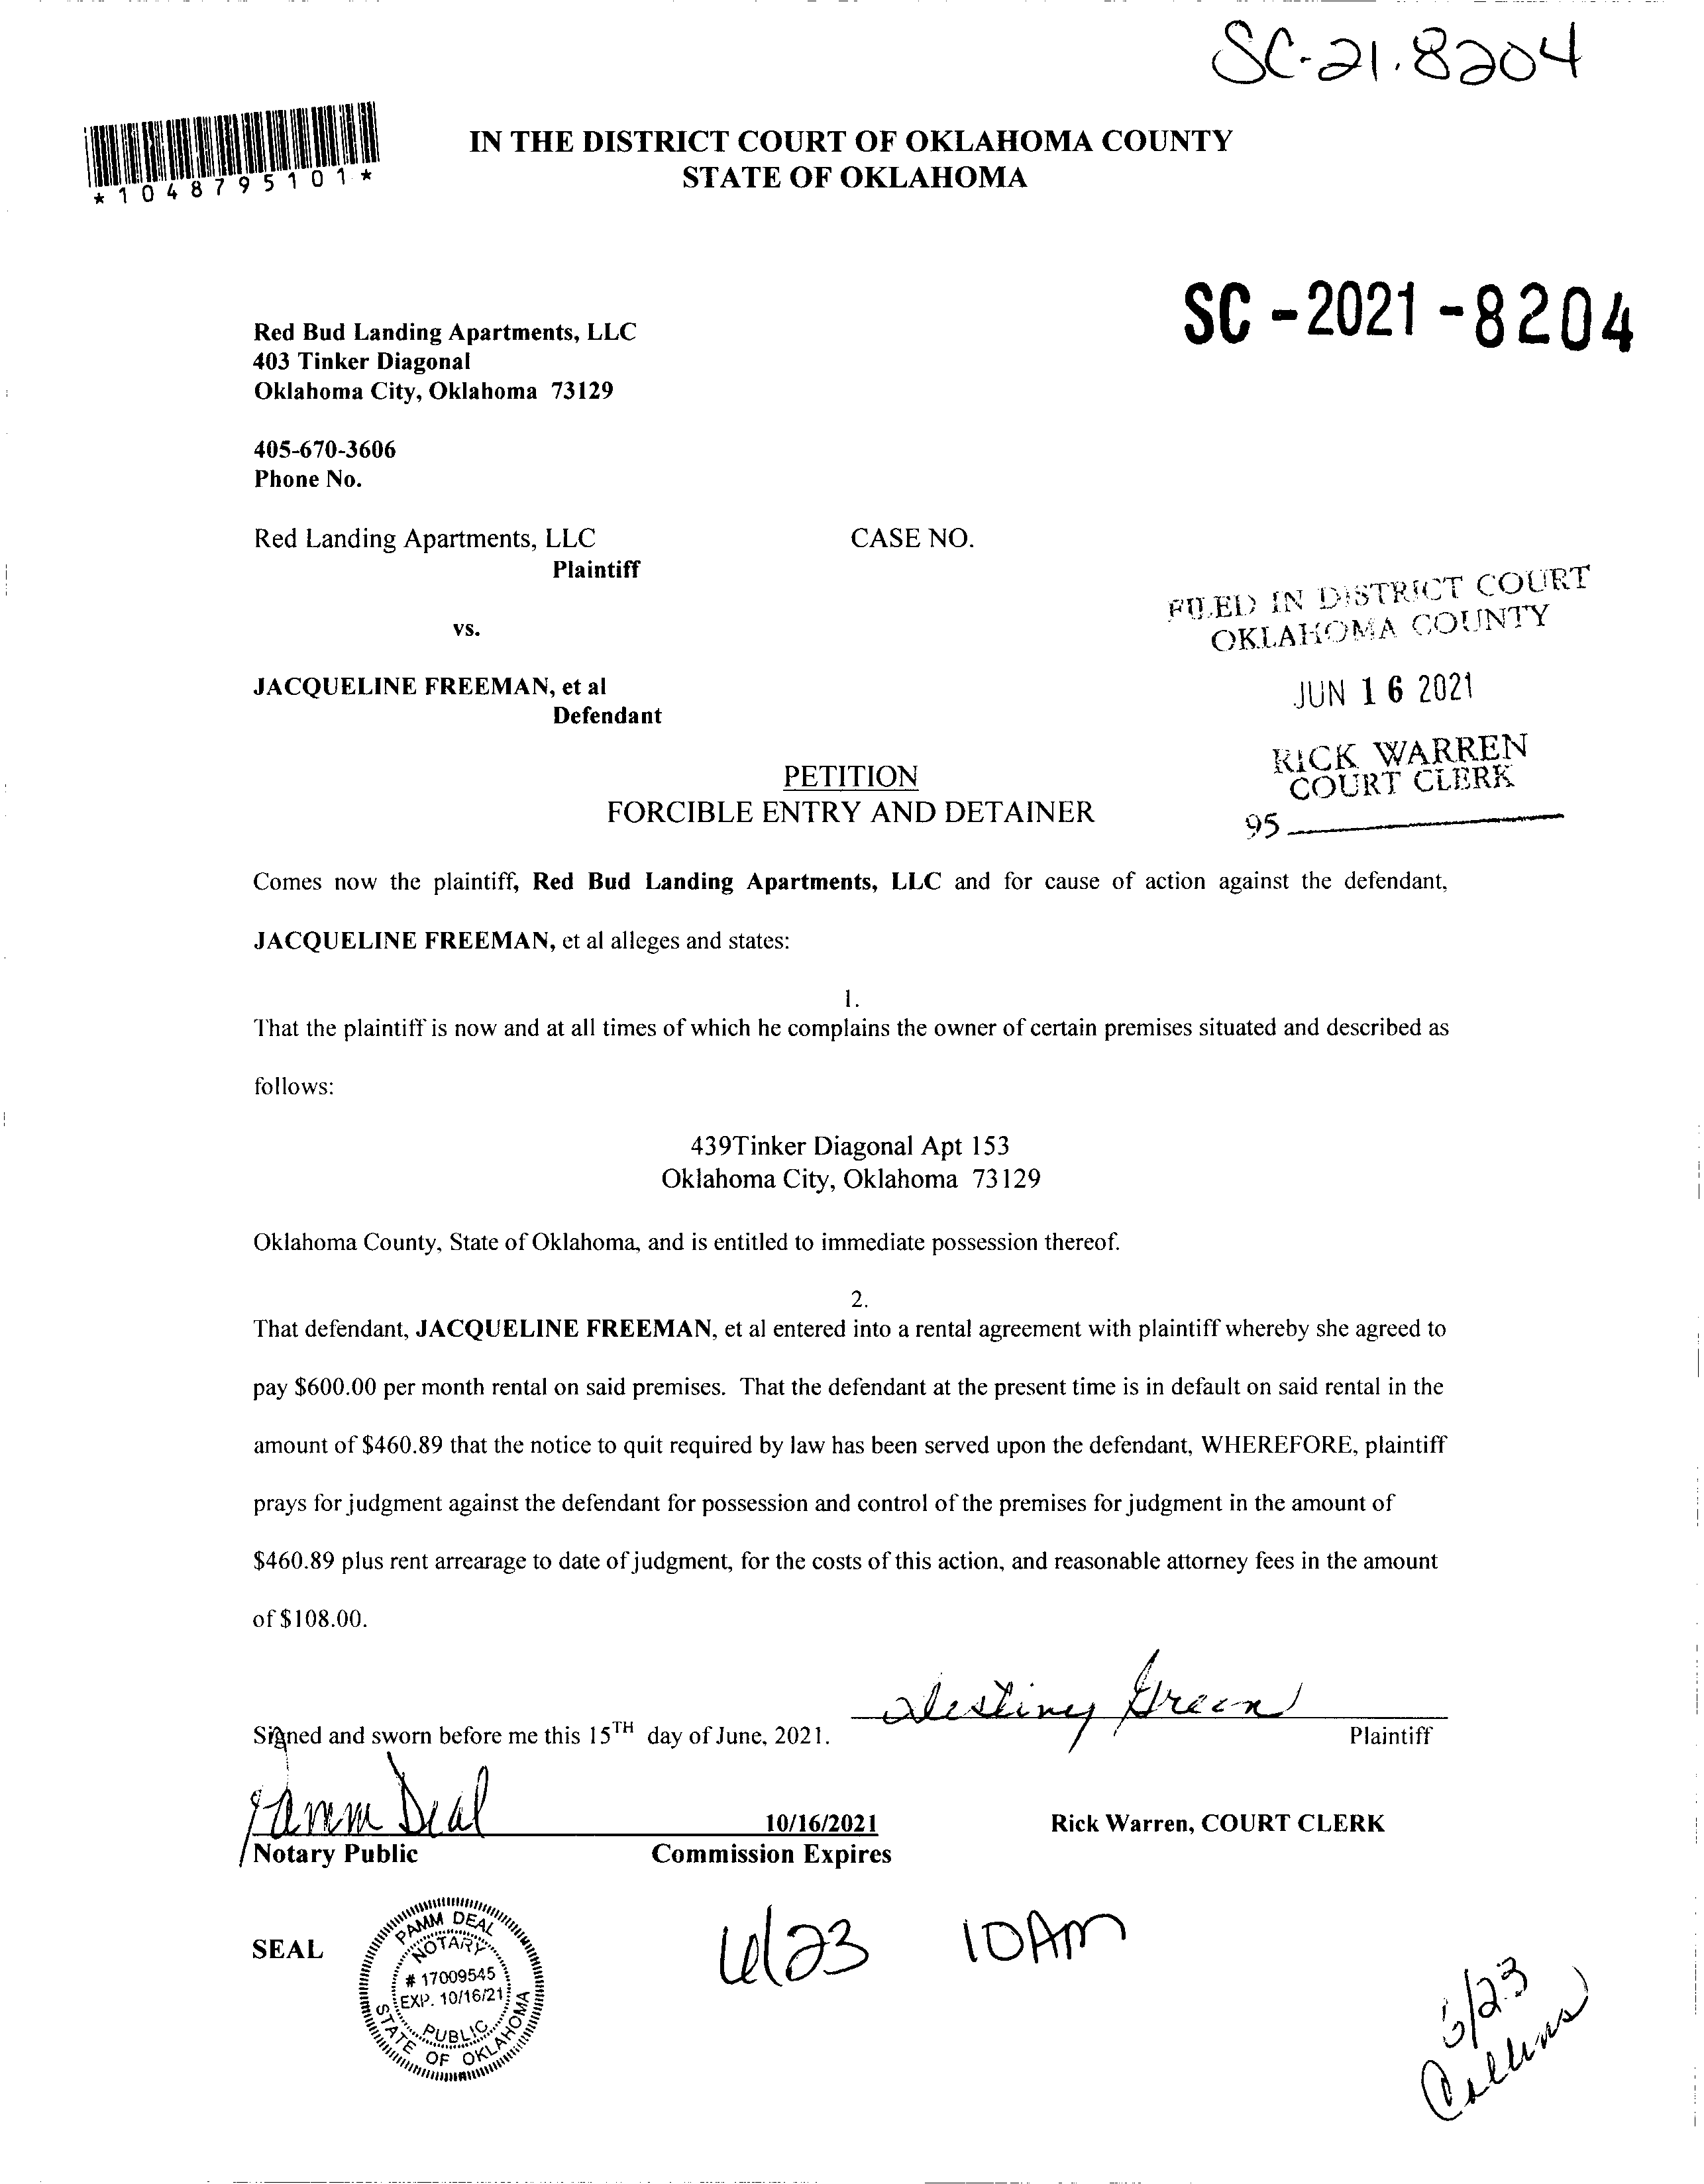 SC-21.8204
*1048795101*
IN THE DISTRICT COURT OF OKLAHOMA COUNTY
STATE OF OKLAHOMA
SC-2021-8204
Red Bud Landing Apartments, LLC
403 Tinker Diagonal
Oklahoma City, Oklahoma 73129
405-670-3606
Phone No.
Red Landing Apartments, LLC
CASE NO.
Plaintiff
FILED IN DISTRICT COURT
OKLAHOMA COUNTY
vs.
JACQUELINE FREEMAN, et al
Defendant
JUN 16 2021
RICK WARREN
COURT CLERK
95
PETITION
FORCIBLE ENTRY AND DETAINER
Comes now the plaintiff, Red Bud Landing Apartments, LLC and for cause of action against the defendant,
JACQUELINE FREEMAN, et al alleges and states:
1.
That the plaintiff is now and at all times of which he complains the owner of certain premises situated and described as
follows:
439Tinker Diagonal Apt 153
Oklahoma City, Oklahoma 73129
Oklahoma County, State of Oklahoma, and is entitled to immediate possession thereof.
2.
That defendant, JACQUELINE FREEMAN, et al entered into a rental agreement with plaintiff whereby she agreed to
pay $600.00 per month rental on said premises. That the defendant at the present time is in default on said rental in the
amount of $460.89 that the notice to quit required by law has been served upon the defendant, WHEREFORE, plaintiff
prays for judgment against the defendant for possession and control of the premises for judgment in the amount of
$460.89 plus rent arrearage to date of judgment, for the costs of this action, and reasonable attorney fees in the amount
of $108.00.
Destiny Green
Signed and sworn before me this 15TH day of June, 2021.
Plaintiff
Pamm Deal
10/16/2021
Rick Warren, COURT CLERK
Notary Public
Commission Expires
SEAL
PAMM DEAL
NOTARY
# 17009545
EXP. 10/16/21
PUBLIC
STATE OF OKLAHOMA
6/23 10AM
6/23
Collins